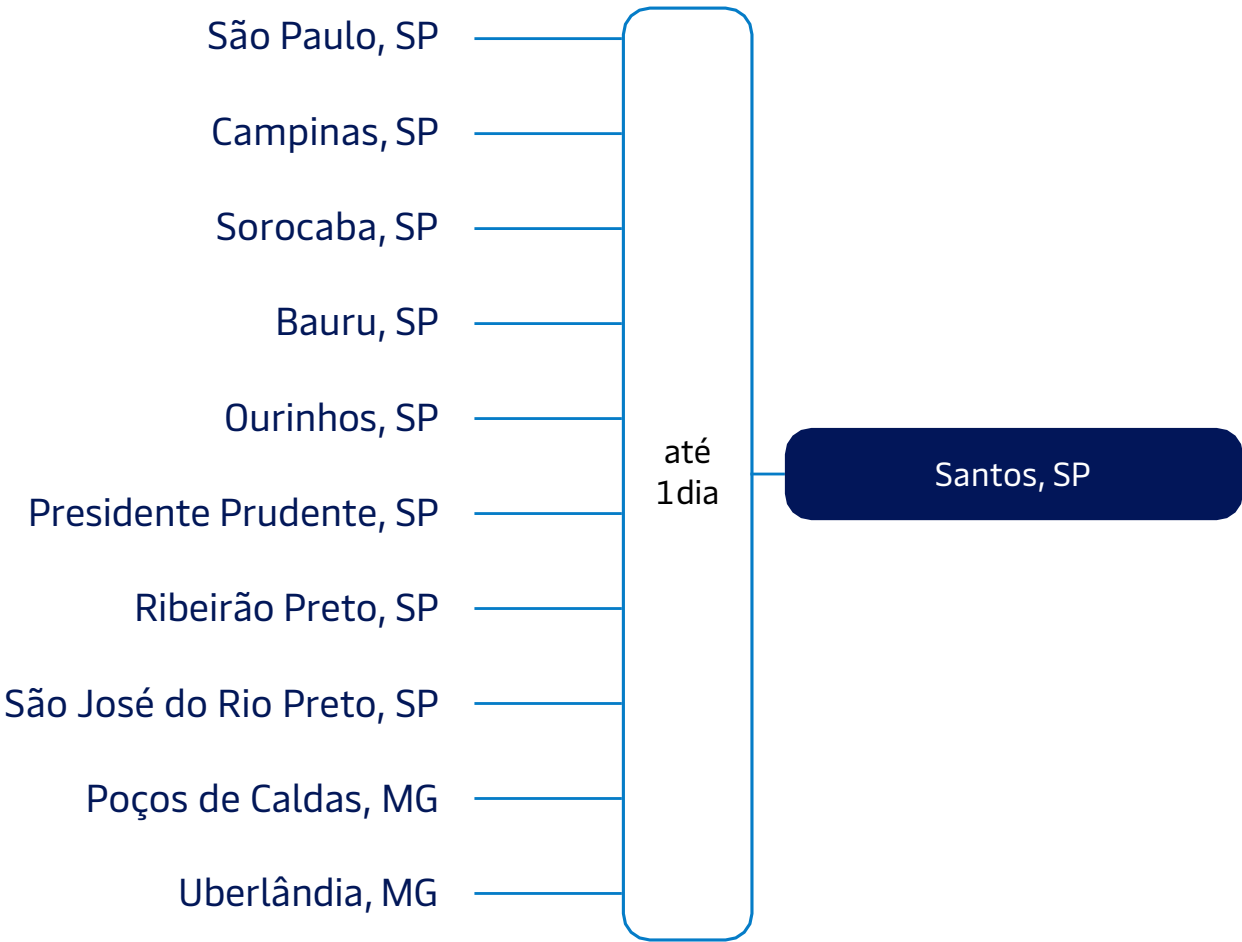 São Paulo, SP
Campinas, SP
Sorocaba, SP
Bauru, SP
Ourinhos, SP
Presidente Prudente, SP
Ribeirão Preto, SP
São José do Rio Preto, SP
Poços de Caldas, MG
Uberlândia, MG
até
1dia
Santos, SP